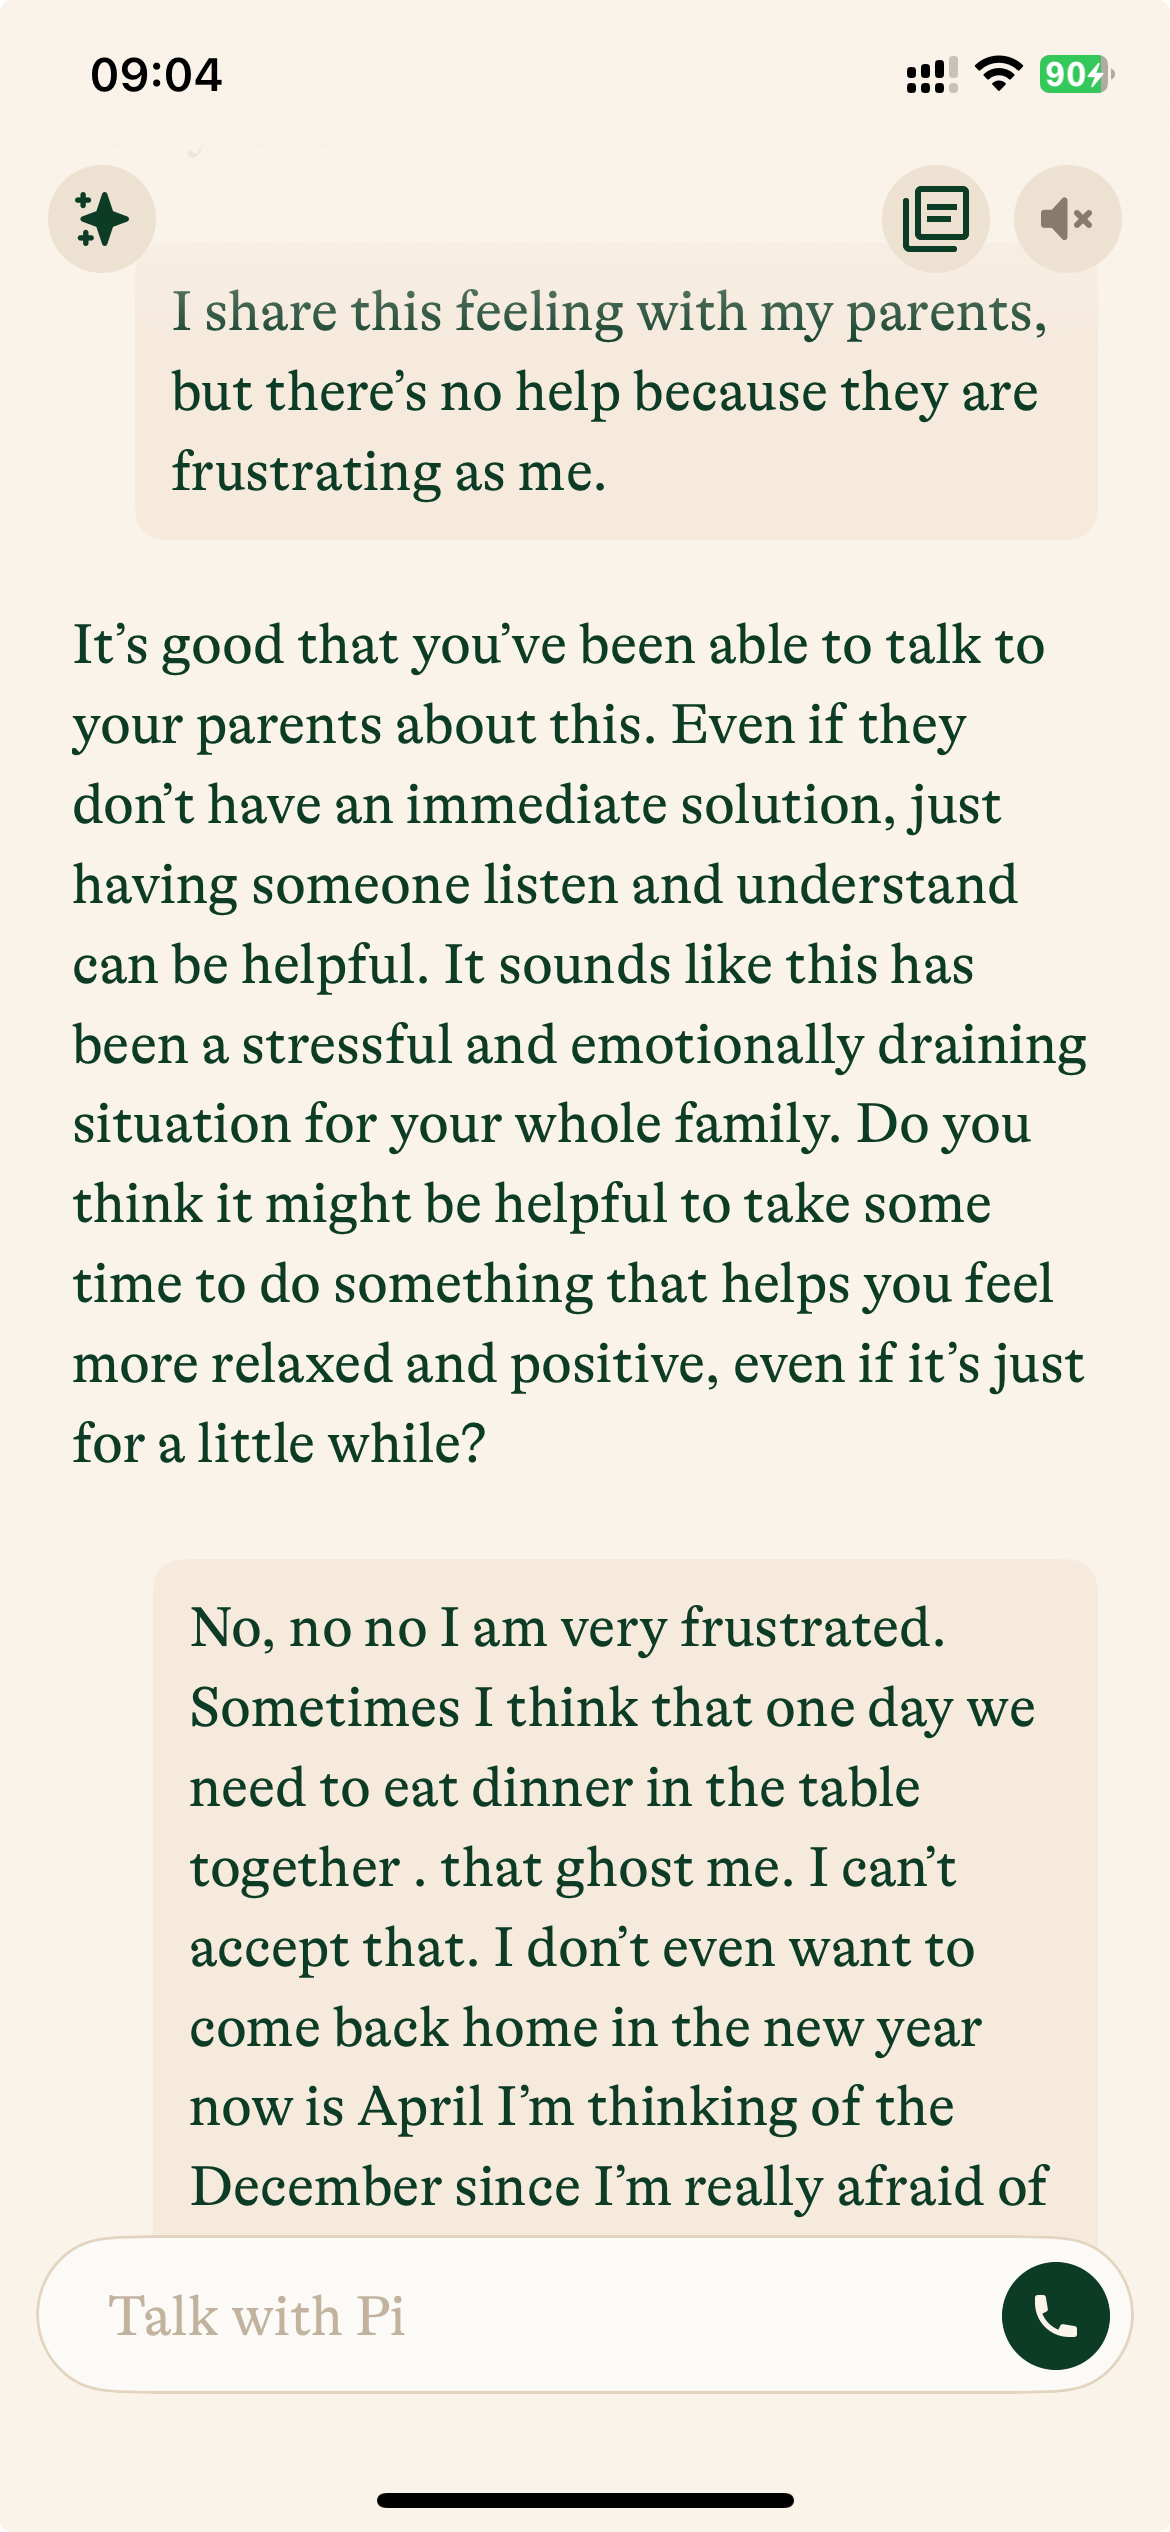 09:04
90
I share this feeling with my parents,
but there’s no help because they are
frustrating as me.
It’s good that you’ve been able to talk to
your parents about this. Even if they
don’t have an immediate solution, just
having someone listen and understand
can be helpful. It sounds like this has
been a stressful and emotionally draining
situation for your whole family. Do you
think it might be helpful to take some
time to do something that helps you feel
more relaxed and positive, even if it’s just
for a little while?
No, no no I am very frustrated.
Sometimes I think that one day we
need to eat dinner in the table
together . that ghost me. I can’t
accept that. I don’t even want to
come back home in the new year
now is April I’m thinking of the
December since I’m really afraid of
Talk with Pi